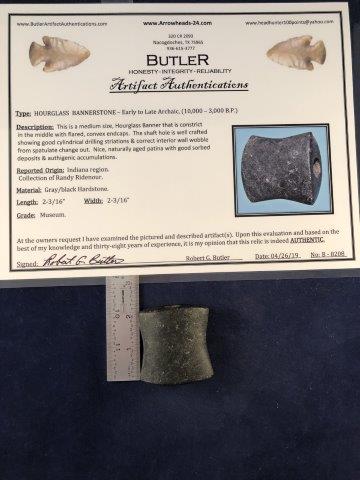 www.ButlerArtifactAuthentications.com
www.Arrowheads-24.com
www.headhunter100points@yahoo.com
320 CR 2093
Nacogdoches, TX 75965
936-615-3777
BUTLER
HONESTY - INTEGRITY - RELIABILITY
Artifact Authentications
Type: HOURGLASS BANNERSTONE – Early to Late Archaic, (10,000 – 3,000 B.P.)
Description: This is a medium size, Hourglass Banner that is constrict
in the middle with flared, convex endcaps. The shaft hole is well crafted
showing good cylindrical drilling striations & correct interior wall wobble
from spatulate change out. Nice, naturally aged patina with good sorbed
deposits & authigenic accumulations.
Reported Origin: Indiana region.
Collection of Randy Ridenour.
Material: Gray/black Hardstone.
Length: 2-3/16" Width: 2-3/16"
Grade: Museum.
At the owners request I have examined the pictured and described artifact(s). Upon this evaluation and based on the
best of my knowledge and thirty-eight years of experience, it is my opinion that this relic is indeed AUTHENTIC.
Signed: Robert G. Butler Robert G. Butler Date: 04/26/19 No: B - 8208